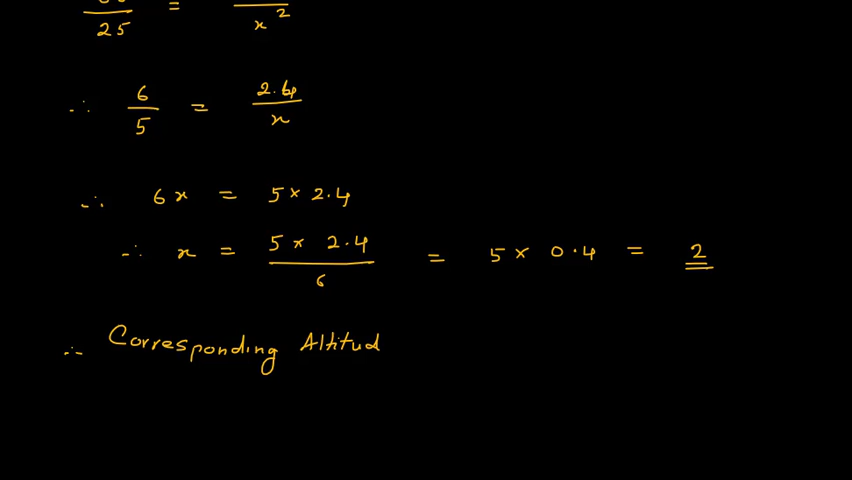 25 = x²
∴ 6/5 = 2.4/x
∴ 6x = 5 × 2.4
∴ x = 5 × 2.4 / 6 = 5 × 0.4 = 2
∴ Corresponding Altitud